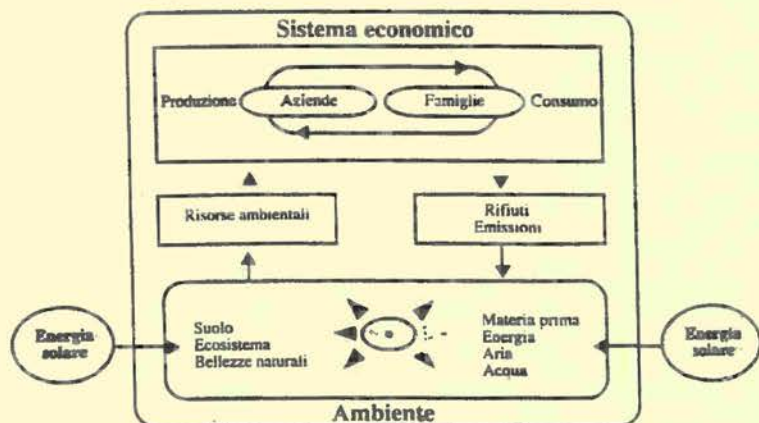 Sistema economico
Produzione
Aziende
Famiglie
Consumo
Risorse ambientali
Rifiuti
Emissioni
Energia
solare
Suolo
Ecosistema
Bellezze naturali
Materia prima
Energia
Aria
Acqua
Energia
solare
Ambiente